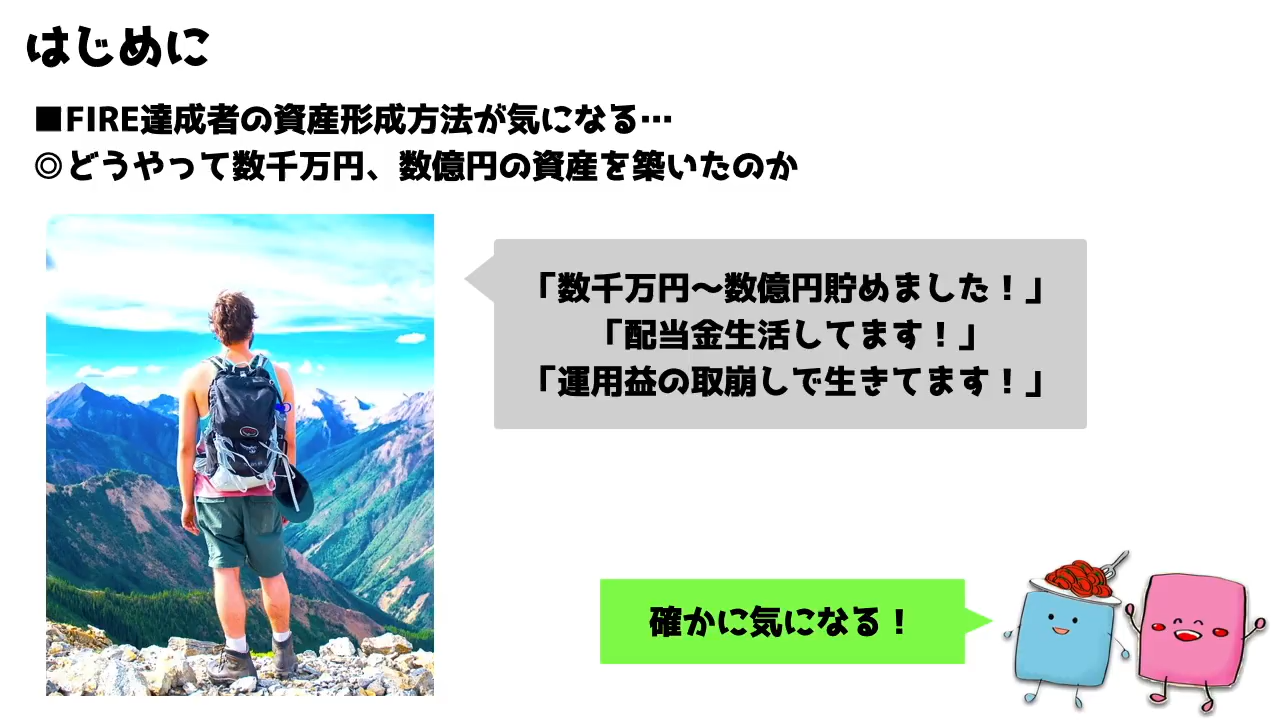 はじめに
■FIRE達成者の資産形成方法が気になる…
◎どうやって数千万円、数億円の資産を築いたのか
「数千万円～数億円貯めました！」
「配当金生活してます！」
「運用益の取崩しで生きてます！」
確かに気になる！